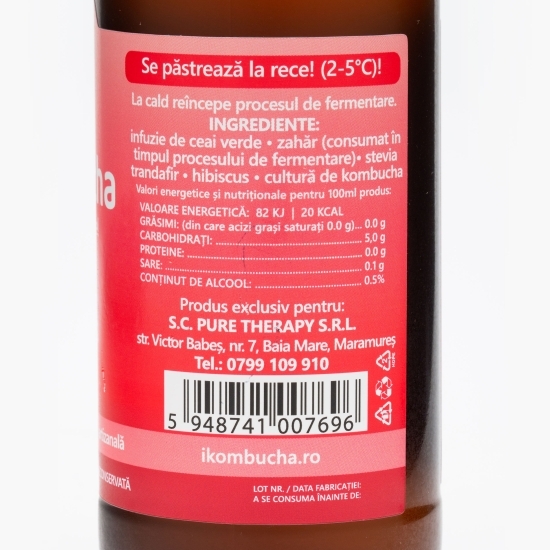 Se păstrează la rece! (2-5°C)!
La cald reîncepe procesul de fermentare.
INGREDIENTE:
infuzie de ceai verde • zahăr (consumat în
timpul procesului de fermentare)• stevia
trandafir • hibiscus • cultură de kombucha
Valori energetice și nutriționale pentru 100ml produs:
VALOARE ENERGETICĂ: 82 KJ | 20 KCAL
GRĂSIMI: (din care acizi grași saturați 0.0 g)... 0.0 g
CARBOHIDRAȚI: 5,0 g
PROTEINE: 0.0 g
SARE: 0.1 g
CONȚINUT DE ALCOOL: 0.5%
Produs exclusiv pentru:
S.C. PURE THERAPY S.R.L.
str. Victor Babeș, nr. 7, Baia Mare, Maramureș
Tel.: 0799 109 910
5 948741 007696
ikombucha.ro
LOT NR. / DATA FABRICAȚIEI:
A SE CONSUMA ÎNAINTE DE:
ha